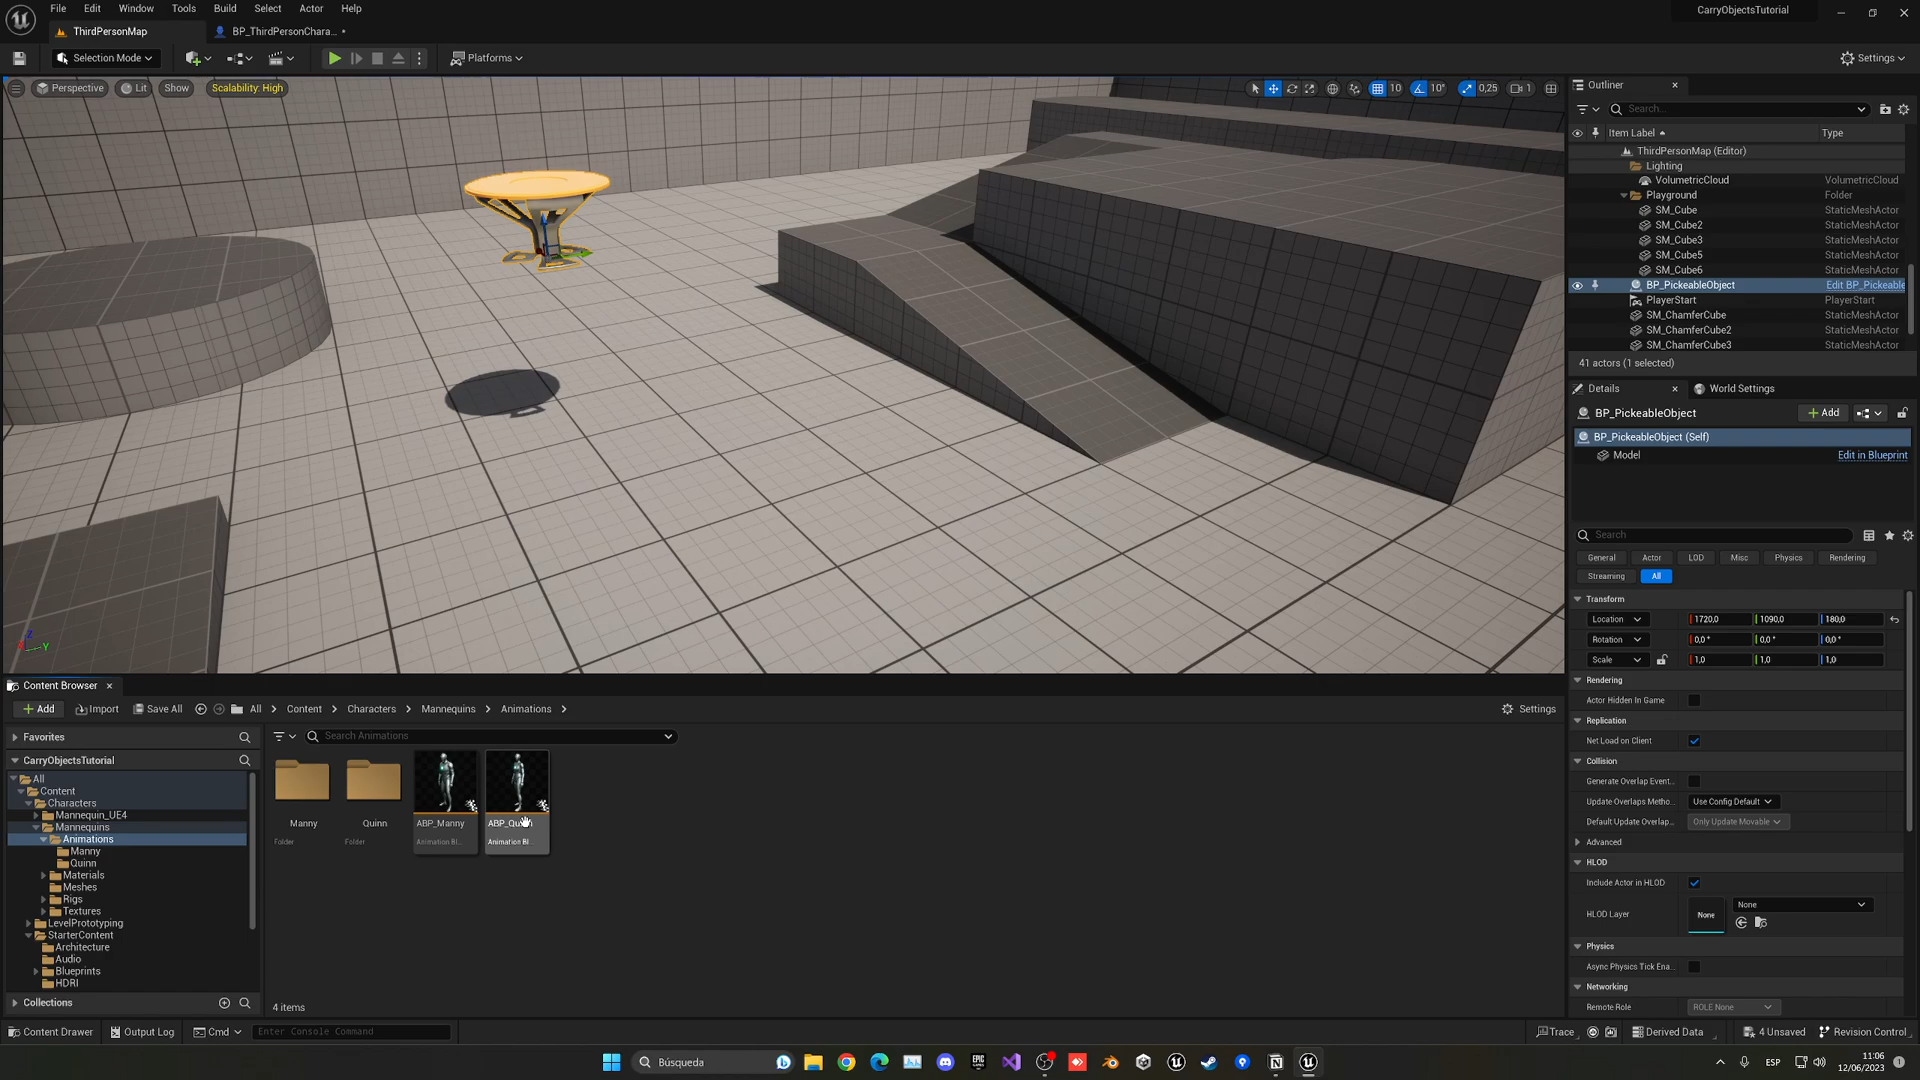 File Edit Window Tools Build Select Actor Help
CarryObjectsTutorial
ThirdPersonMap
BP_ThirdPersonChara... •
Selection Mode
Platforms
Settings
Perspective Lit Show Scalability: High
10 10° 0,25 1
Outliner
Search...
Item Label Type
ThirdPersonMap (Editor)
Lighting
VolumetricCloud VolumetricCloud
Playground Folder
SM_Cube StaticMeshActor
SM_Cube2 StaticMeshActor
SM_Cube3 StaticMeshActor
SM_Cube5 StaticMeshActor
SM_Cube6 StaticMeshActor
BP_PickeableObject Edit BP_Pickeable
PlayerStart PlayerStart
SM_ChamferCube StaticMeshActor
SM_ChamferCube2 StaticMeshActor
SM_ChamferCube3 StaticMeshActor
41 actors (1 selected)
Details World Settings
BP_PickeableObject
Add
BP_PickeableObject (Self)
Model Edit in Blueprint
Search
General Actor LOD Misc Physics Rendering
Streaming All
Transform
Location 1720,0 1090,0 180,0
Rotation 0,0° 0,0° 0,0°
Scale 1,0 1,0 1,0
Rendering
Actor Hidden In Game
Replication
Net Load on Client
Collision
Generate Overlap Event...
Update Overlaps Metho... Use Config Default
Default Update Overlap... Only Update Movable
Advanced
HLOD
Include Actor in HLOD
HLOD Layer None None
Physics
Async Physics Tick Ena...
Networking
Remote Role ROLE None
Z X Y
Content Browser
Add Import Save All All Content Characters Mannequins Animations Settings
Favorites
Search Animations
CarryObjectsTutorial
All
Content
Characters
Mannequin_UE4
Mannequins
Animations
Manny
Quinn
Materials
Meshes
Rigs
Textures
LevelPrototyping
StarterContent
Architecture
Audio
Blueprints
HDRI
Collections
Manny Quinn ABP_Manny
Folder Folder Animation Bl... Animation Bl...
4 items
Content Drawer Output Log Cmd Enter Console Command
Trace Derived Data 4 Unsaved Revision Control
Búsqueda
ESP
11:06
12/06/2023